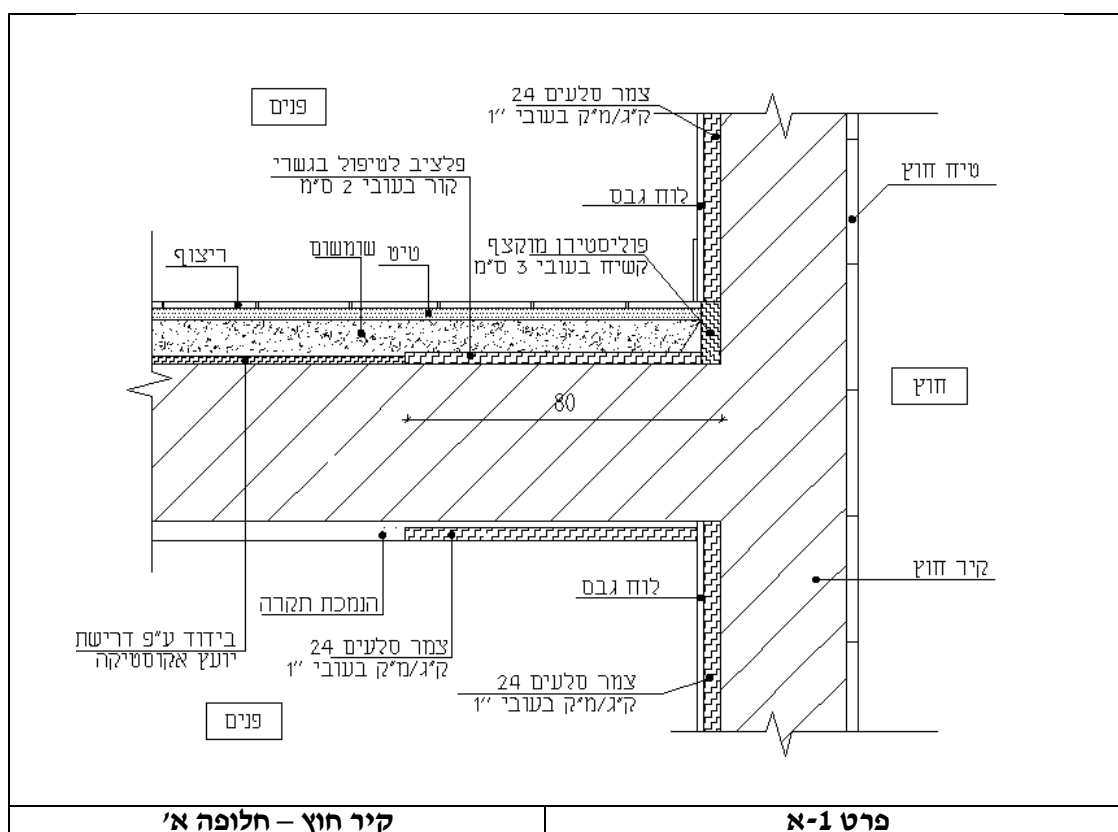 פנים
צמר סלעים 24
ק"ג/מ"ק בעובי 1"
טיח חוץ
פלציב לטיפול בגשרי
קור בעובי 2 ס"מ
לוח גבס
פוליסטירן מוקצף
קשיח בעובי 3 ס"מ
ריצוף
שומשום
טיט
חוץ
80
קיר חוץ
לוח גבס
הנמכת תקרה
בידוד ע"פ דרישת
יועץ אקוסטיקה
צמר סלעים 24
ק"ג/מ"ק בעובי 1"
צמר סלעים 24
ק"ג/מ"ק בעובי 1"
פנים
פרט 1-א
קיר חוץ – חלופה א'